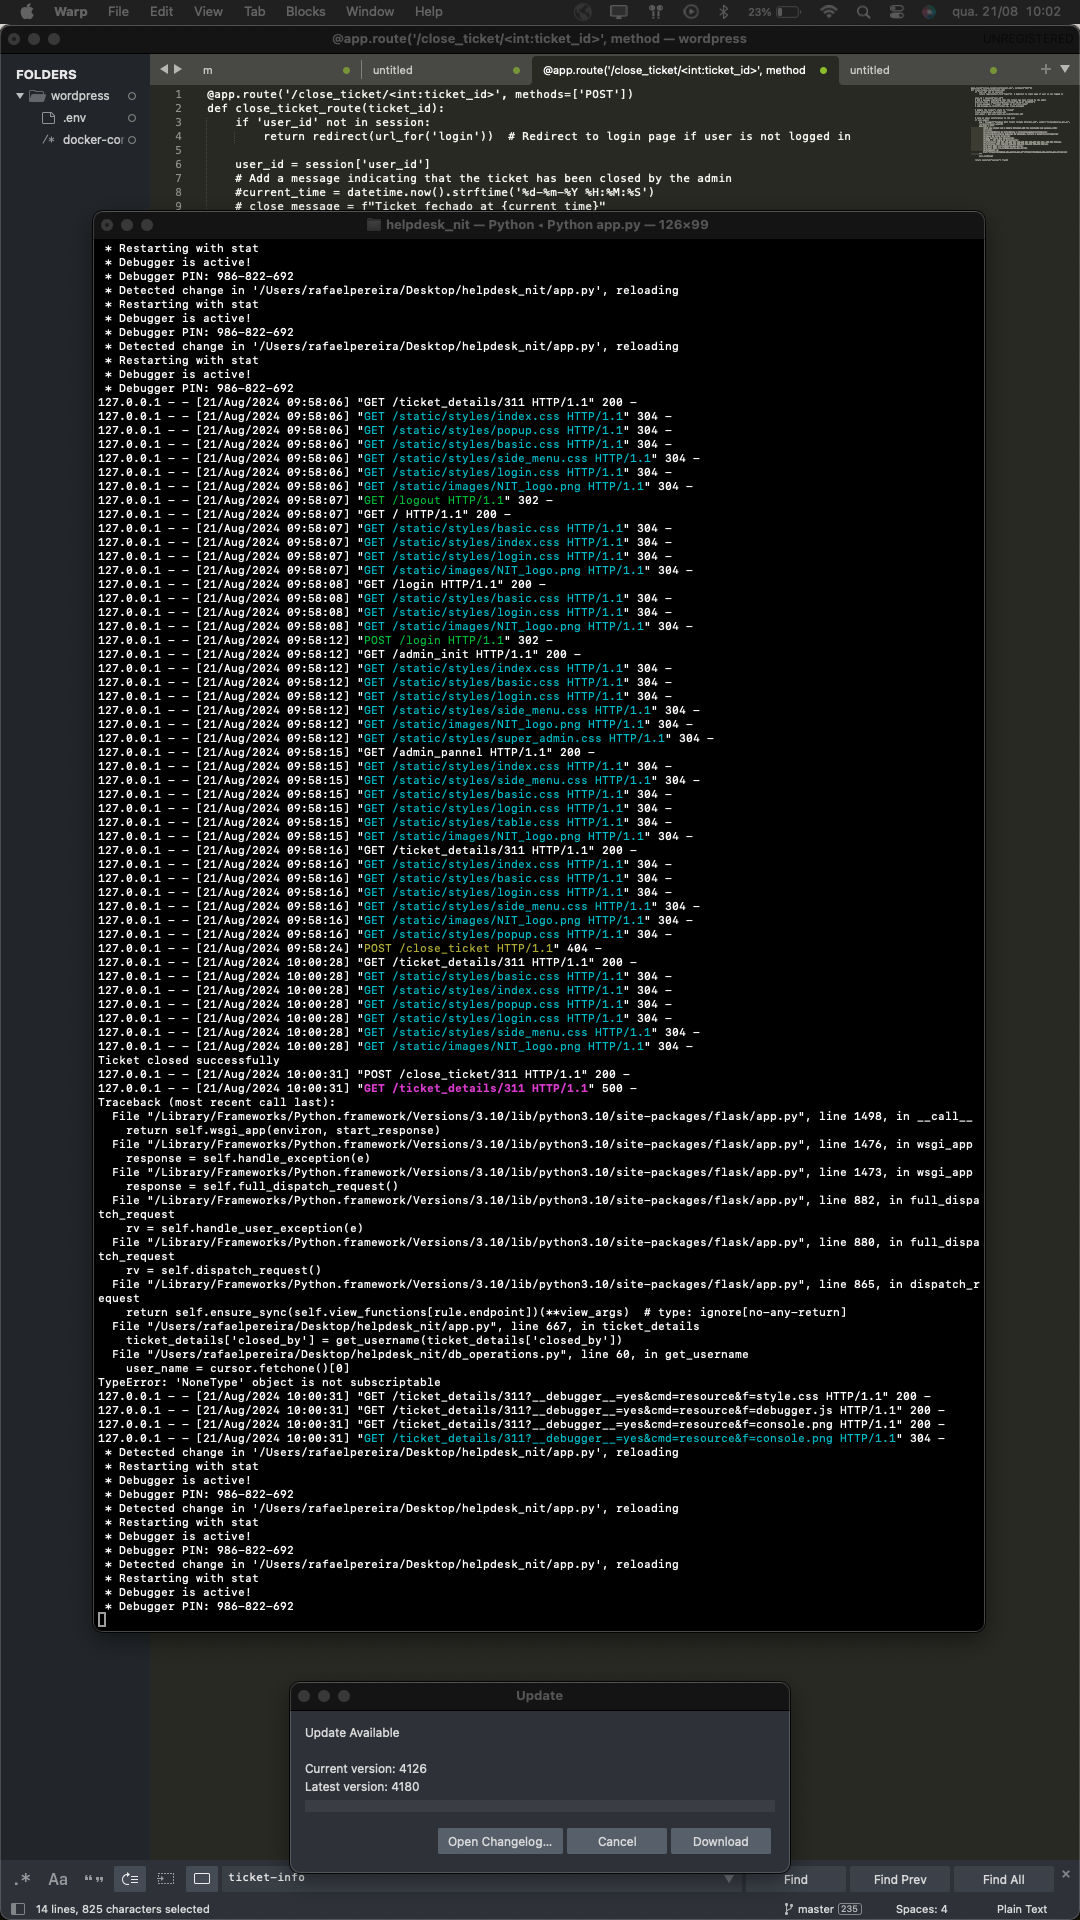 Warp File Edit View Tab Blocks Window Help 23% qua. 21/08 10:02
@app.route('/close_ticket/<int:ticket_id>', method — wordpress UNREGISTERED
FOLDERS
wordpress
.env
docker-cor
m untitled @app.route('/close_ticket/<int:ticket_id>', method untitled
1 @app.route('/close_ticket/<int:ticket_id>', methods=['POST'])
2 def close_ticket_route(ticket_id):
3 if 'user_id' not in session:
4 return redirect(url_for('login')) # Redirect to login page if user is not logged in
5
6 user_id = session['user_id']
7 # Add a message indicating that the ticket has been closed by the admin
8 #current_time = datetime.now().strftime('%d-%m-%Y %H:%M:%S')
9 # close_message = f"Ticket fechado at {current_time}"
helpdesk_nit — Python • Python app.py — 126×99
* Restarting with stat
* Debugger is active!
* Debugger PIN: 986-822-692
* Detected change in '/Users/rafaelpereira/Desktop/helpdesk_nit/app.py', reloading
* Restarting with stat
* Debugger is active!
* Debugger PIN: 986-822-692
* Detected change in '/Users/rafaelpereira/Desktop/helpdesk_nit/app.py', reloading
* Restarting with stat
* Debugger is active!
* Debugger PIN: 986-822-692
127.0.0.1 - - [21/Aug/2024 09:58:06] "GET /ticket_details/311 HTTP/1.1" 200 -
127.0.0.1 - - [21/Aug/2024 09:58:06] "GET /static/styles/index.css HTTP/1.1" 304 -
127.0.0.1 - - [21/Aug/2024 09:58:06] "GET /static/styles/popup.css HTTP/1.1" 304 -
127.0.0.1 - - [21/Aug/2024 09:58:06] "GET /static/styles/basic.css HTTP/1.1" 304 -
127.0.0.1 - - [21/Aug/2024 09:58:06] "GET /static/styles/side_menu.css HTTP/1.1" 304 -
127.0.0.1 - - [21/Aug/2024 09:58:06] "GET /static/styles/login.css HTTP/1.1" 304 -
127.0.0.1 - - [21/Aug/2024 09:58:06] "GET /static/images/NIT_logo.png HTTP/1.1" 304 -
127.0.0.1 - - [21/Aug/2024 09:58:07] "GET /logout HTTP/1.1" 302 -
127.0.0.1 - - [21/Aug/2024 09:58:07] "GET / HTTP/1.1" 200 -
127.0.0.1 - - [21/Aug/2024 09:58:07] "GET /static/styles/basic.css HTTP/1.1" 304 -
127.0.0.1 - - [21/Aug/2024 09:58:07] "GET /static/styles/index.css HTTP/1.1" 304 -
127.0.0.1 - - [21/Aug/2024 09:58:07] "GET /static/styles/login.css HTTP/1.1" 304 -
127.0.0.1 - - [21/Aug/2024 09:58:07] "GET /static/images/NIT_logo.png HTTP/1.1" 304 -
127.0.0.1 - - [21/Aug/2024 09:58:08] "GET /login HTTP/1.1" 200 -
127.0.0.1 - - [21/Aug/2024 09:58:08] "GET /static/styles/basic.css HTTP/1.1" 304 -
127.0.0.1 - - [21/Aug/2024 09:58:08] "GET /static/styles/login.css HTTP/1.1" 304 -
127.0.0.1 - - [21/Aug/2024 09:58:08] "GET /static/images/NIT_logo.png HTTP/1.1" 304 -
127.0.0.1 - - [21/Aug/2024 09:58:12] "POST /login HTTP/1.1" 302 -
127.0.0.1 - - [21/Aug/2024 09:58:12] "GET /admin_init HTTP/1.1" 200 -
127.0.0.1 - - [21/Aug/2024 09:58:12] "GET /static/styles/index.css HTTP/1.1" 304 -
127.0.0.1 - - [21/Aug/2024 09:58:12] "GET /static/styles/basic.css HTTP/1.1" 304 -
127.0.0.1 - - [21/Aug/2024 09:58:12] "GET /static/styles/login.css HTTP/1.1" 304 -
127.0.0.1 - - [21/Aug/2024 09:58:12] "GET /static/styles/side_menu.css HTTP/1.1" 304 -
127.0.0.1 - - [21/Aug/2024 09:58:12] "GET /static/images/NIT_logo.png HTTP/1.1" 304 -
127.0.0.1 - - [21/Aug/2024 09:58:12] "GET /static/styles/super_admin.css HTTP/1.1" 304 -
127.0.0.1 - - [21/Aug/2024 09:58:15] "GET /admin_pannel HTTP/1.1" 200 -
127.0.0.1 - - [21/Aug/2024 09:58:15] "GET /static/styles/index.css HTTP/1.1" 304 -
127.0.0.1 - - [21/Aug/2024 09:58:15] "GET /static/styles/side_menu.css HTTP/1.1" 304 -
127.0.0.1 - - [21/Aug/2024 09:58:15] "GET /static/styles/basic.css HTTP/1.1" 304 -
127.0.0.1 - - [21/Aug/2024 09:58:15] "GET /static/styles/login.css HTTP/1.1" 304 -
127.0.0.1 - - [21/Aug/2024 09:58:15] "GET /static/styles/table.css HTTP/1.1" 304 -
127.0.0.1 - - [21/Aug/2024 09:58:15] "GET /static/images/NIT_logo.png HTTP/1.1" 304 -
127.0.0.1 - - [21/Aug/2024 09:58:16] "GET /ticket_details/311 HTTP/1.1" 200 -
127.0.0.1 - - [21/Aug/2024 09:58:16] "GET /static/styles/index.css HTTP/1.1" 304 -
127.0.0.1 - - [21/Aug/2024 09:58:16] "GET /static/styles/basic.css HTTP/1.1" 304 -
127.0.0.1 - - [21/Aug/2024 09:58:16] "GET /static/styles/login.css HTTP/1.1" 304 -
127.0.0.1 - - [21/Aug/2024 09:58:16] "GET /static/styles/side_menu.css HTTP/1.1" 304 -
127.0.0.1 - - [21/Aug/2024 09:58:16] "GET /static/images/NIT_logo.png HTTP/1.1" 304 -
127.0.0.1 - - [21/Aug/2024 09:58:16] "GET /static/styles/popup.css HTTP/1.1" 304 -
127.0.0.1 - - [21/Aug/2024 09:58:24] "POST /close_ticket HTTP/1.1" 404 -
127.0.0.1 - - [21/Aug/2024 10:00:28] "GET /ticket_details/311 HTTP/1.1" 200 -
127.0.0.1 - - [21/Aug/2024 10:00:28] "GET /static/styles/basic.css HTTP/1.1" 304 -
127.0.0.1 - - [21/Aug/2024 10:00:28] "GET /static/styles/index.css HTTP/1.1" 304 -
127.0.0.1 - - [21/Aug/2024 10:00:28] "GET /static/styles/popup.css HTTP/1.1" 304 -
127.0.0.1 - - [21/Aug/2024 10:00:28] "GET /static/styles/login.css HTTP/1.1" 304 -
127.0.0.1 - - [21/Aug/2024 10:00:28] "GET /static/styles/side_menu.css HTTP/1.1" 304 -
127.0.0.1 - - [21/Aug/2024 10:00:28] "GET /static/images/NIT_logo.png HTTP/1.1" 304 -
Ticket closed successfully
127.0.0.1 - - [21/Aug/2024 10:00:31] "POST /close_ticket/311 HTTP/1.1" 200 -
127.0.0.1 - - [21/Aug/2024 10:00:31] "GET /ticket_details/311 HTTP/1.1" 500 -
Traceback (most recent call last):
File "/Library/Frameworks/Python.framework/Versions/3.10/lib/python3.10/site-packages/flask/app.py", line 1498, in __call__
return self.wsgi_app(environ, start_response)
File "/Library/Frameworks/Python.framework/Versions/3.10/lib/python3.10/site-packages/flask/app.py", line 1476, in wsgi_app
response = self.handle_exception(e)
File "/Library/Frameworks/Python.framework/Versions/3.10/lib/python3.10/site-packages/flask/app.py", line 1473, in wsgi_app
response = self.full_dispatch_request()
File "/Library/Frameworks/Python.framework/Versions/3.10/lib/python3.10/site-packages/flask/app.py", line 882, in full_dispa
tch_request
rv = self.handle_user_exception(e)
File "/Library/Frameworks/Python.framework/Versions/3.10/lib/python3.10/site-packages/flask/app.py", line 880, in full_dispa
tch_request
rv = self.dispatch_request()
File "/Library/Frameworks/Python.framework/Versions/3.10/lib/python3.10/site-packages/flask/app.py", line 865, in dispatch_r
equest
return self.ensure_sync(self.view_functions[rule.endpoint])(**view_args) # type: ignore[no-any-return]
File "/Users/rafaelpereira/Desktop/helpdesk_nit/app.py", line 667, in ticket_details
ticket_details['closed_by'] = get_username(ticket_details['closed_by'])
File "/Users/rafaelpereira/Desktop/helpdesk_nit/db_operations.py", line 60, in get_username
user_name = cursor.fetchone()[0]
TypeError: 'NoneType' object is not subscriptable
127.0.0.1 - - [21/Aug/2024 10:00:31] "GET /ticket_details/311?__debugger__=yes&cmd=resource&f=style.css HTTP/1.1" 200 -
127.0.0.1 - - [21/Aug/2024 10:00:31] "GET /ticket_details/311?__debugger__=yes&cmd=resource&f=debugger.js HTTP/1.1" 200 -
127.0.0.1 - - [21/Aug/2024 10:00:31] "GET /ticket_details/311?__debugger__=yes&cmd=resource&f=console.png HTTP/1.1" 200 -
127.0.0.1 - - [21/Aug/2024 10:00:31] "GET /ticket_details/311?__debugger__=yes&cmd=resource&f=console.png HTTP/1.1" 304 -
* Detected change in '/Users/rafaelpereira/Desktop/helpdesk_nit/app.py', reloading
* Restarting with stat
* Debugger is active!
* Debugger PIN: 986-822-692
* Detected change in '/Users/rafaelpereira/Desktop/helpdesk_nit/app.py', reloading
* Restarting with stat
* Debugger is active!
* Debugger PIN: 986-822-692
* Detected change in '/Users/rafaelpereira/Desktop/helpdesk_nit/app.py', reloading
* Restarting with stat
* Debugger is active!
* Debugger PIN: 986-822-692
Update
Update Available
Current version: 4126
Latest version: 4180
Open Changelog... Cancel Download
.* Aa “” ticket-info Find Find Prev Find All
14 lines, 825 characters selected master 235 Spaces: 4 Plain Text